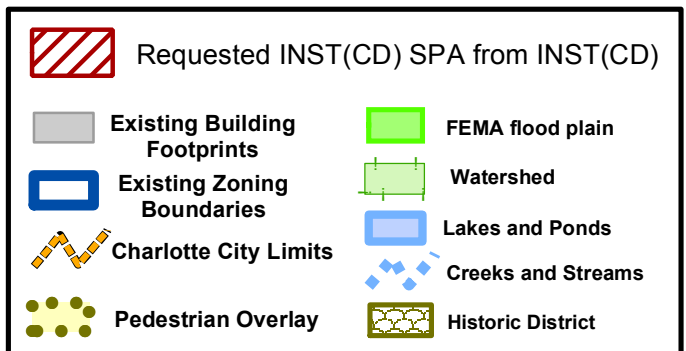 Requested INST(CD) SPA from INST(CD)
Existing Building
Footprints
Existing Zoning
Boundaries
Charlotte City Limits
Pedestrian Overlay
FEMA flood plain
Watershed
Lakes and Ponds
Creeks and Streams
Historic District